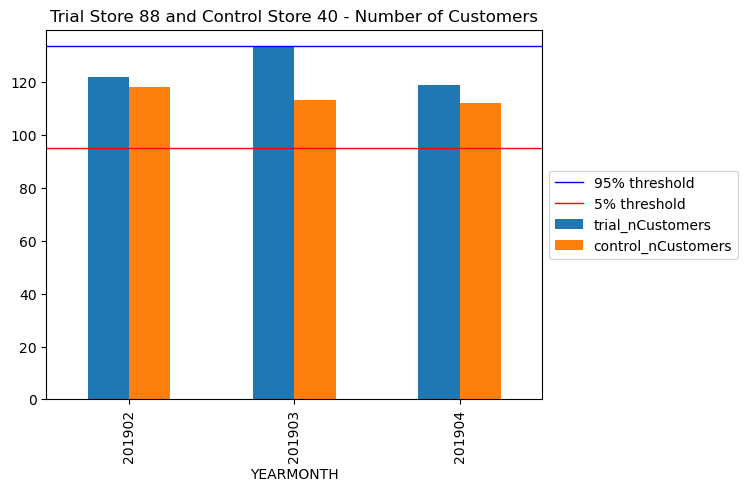 Trial Store 88 and Control Store 40 - Number of Customers
120
100
80
60
40
20
0
201902
201903
201904
YEARMONTH
95% threshold
5% threshold
trial_nCustomers
control_nCustomers